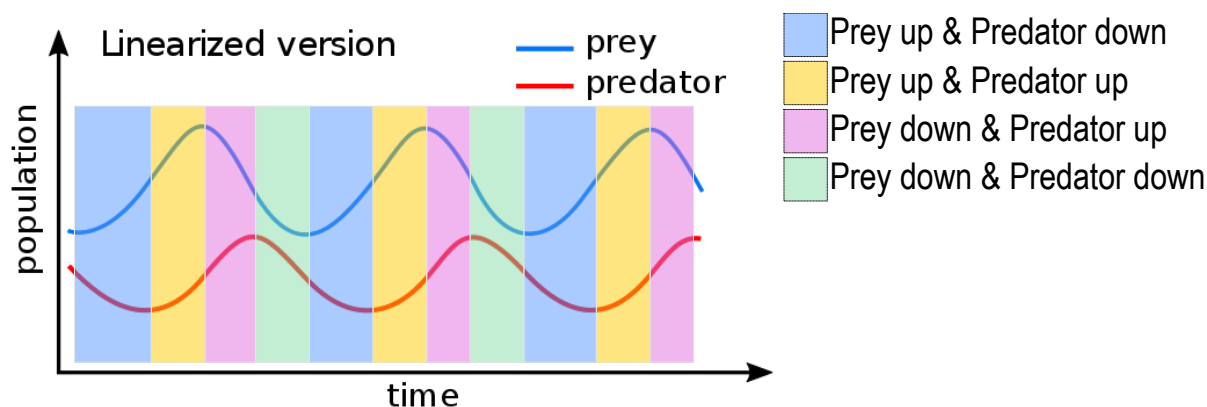 Linearized version
prey
predator
Prey up & Predator down
Prey up & Predator up
Prey down & Predator up
Prey down & Predator down
population
time